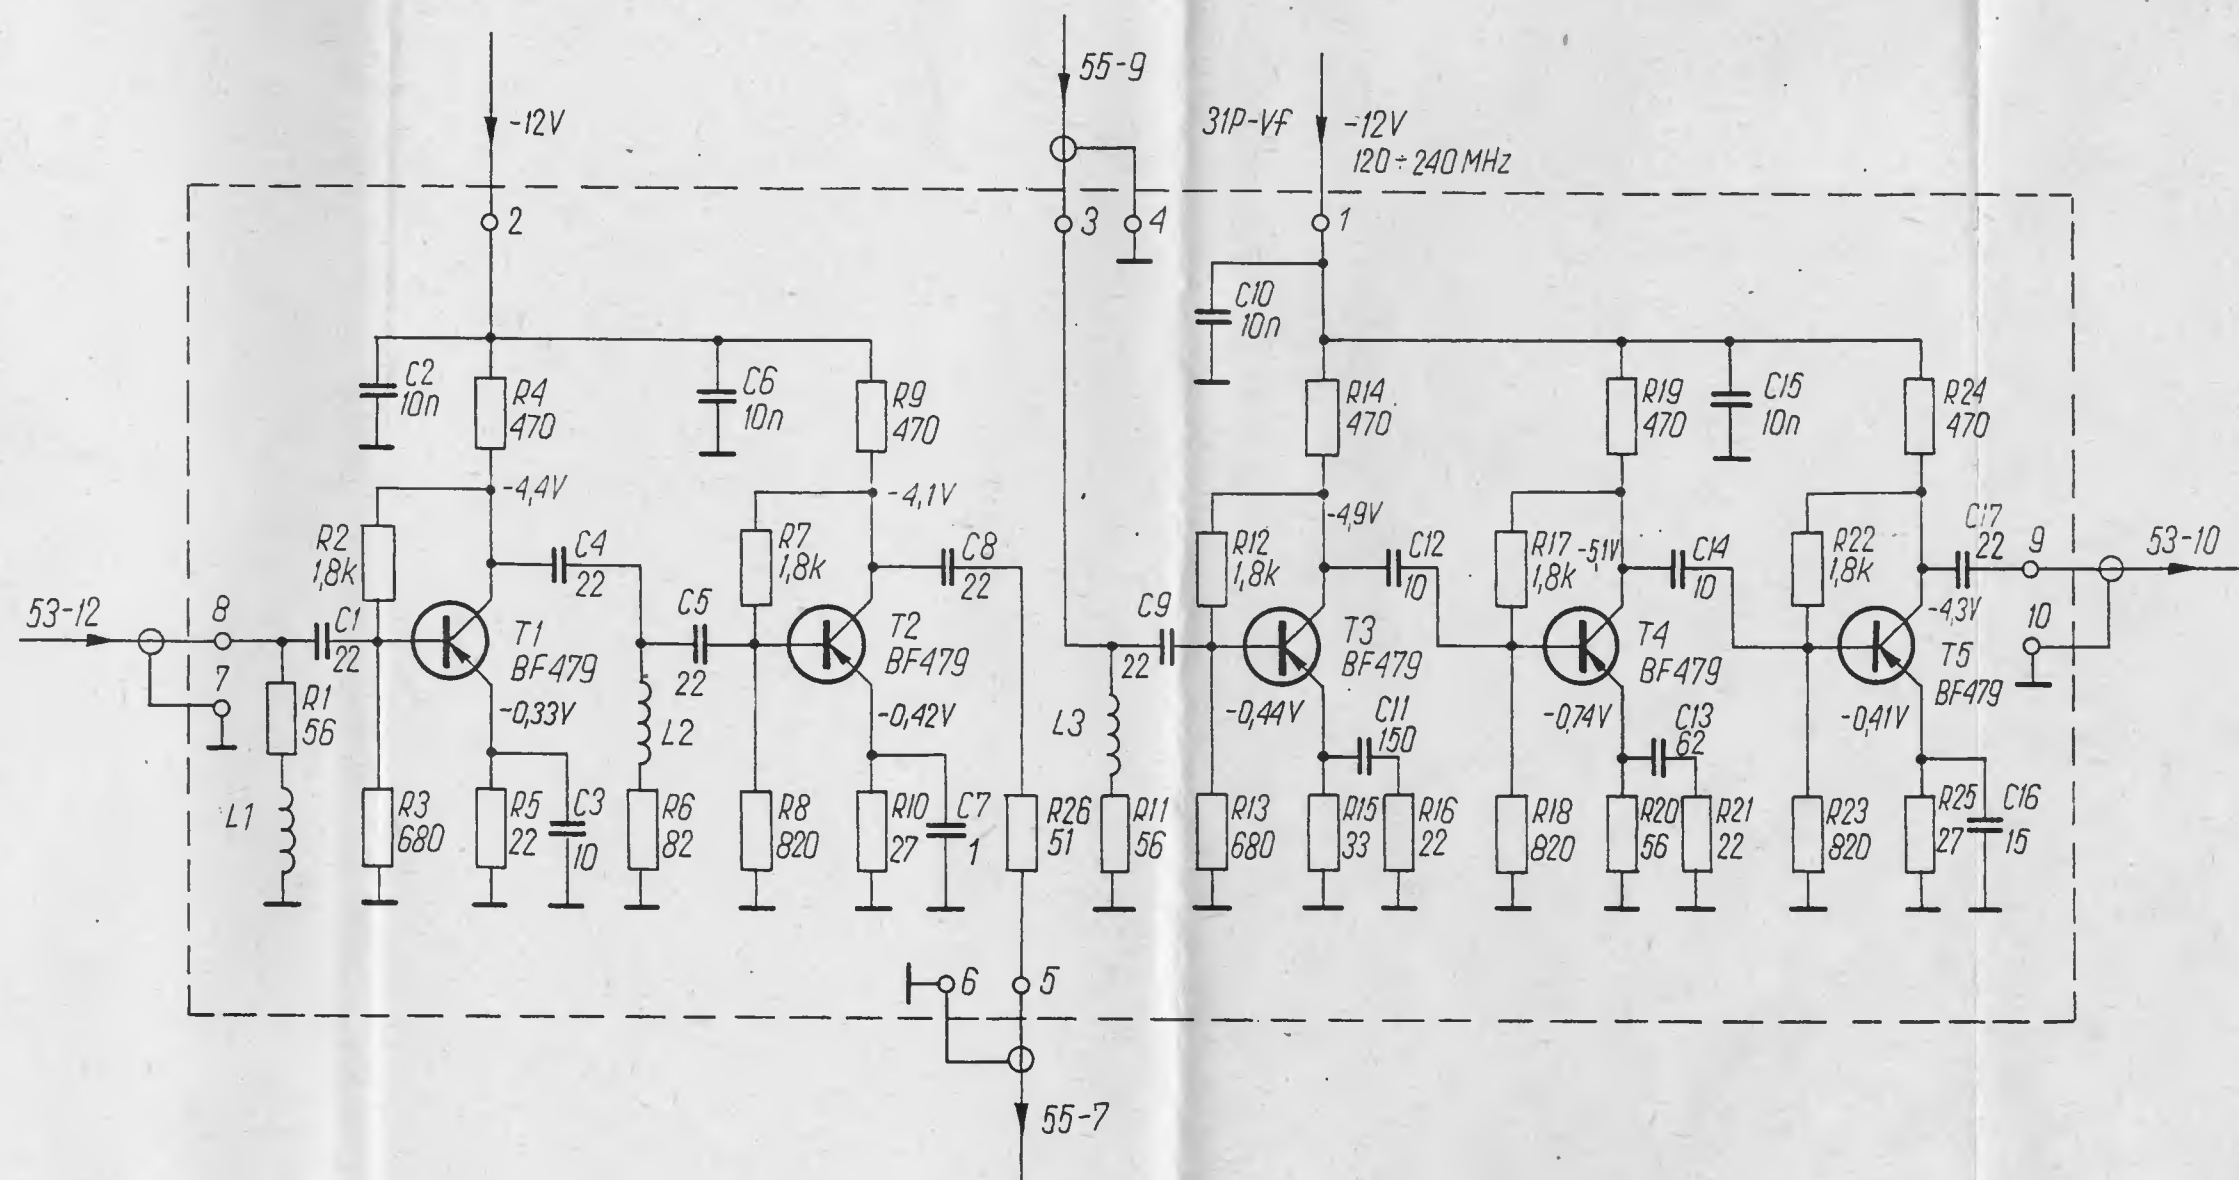 55-9
-12V
31P-Vf
-12V
120÷240 MHz
2
3
4
1
C10
10n
C2
10n
R4
470
C6
10n
R9
470
R14
470
R19
470
C15
10n
R24
470
-4,4V
-4,1V
-4,9V
R2
1,8k
C4
22
R7
1,8k
C8
22
R12
1,8k
C12
10
R17
1,8k
-5,1V
C14
10
R22
1,8k
C17
22
9
53-10
53-12
8
C1
22
C5
22
C9
22
-4,3V
10
7
T1
BF479
T2
BF479
T3
BF479
T4
BF479
T5
BF479
R1
56
-0,33V
L2
-0,42V
L3
-0,44V
C11
150
-0,74V
C13
62
-0,41V
L1
R3
680
R5
22
C3
10
R6
82
R8
820
R10
27
C7
1
R26
51
R11
56
R13
680
R15
33
R16
22
R18
820
R20
56
R21
22
R23
820
R25
27
C16
15
6
5
55-7